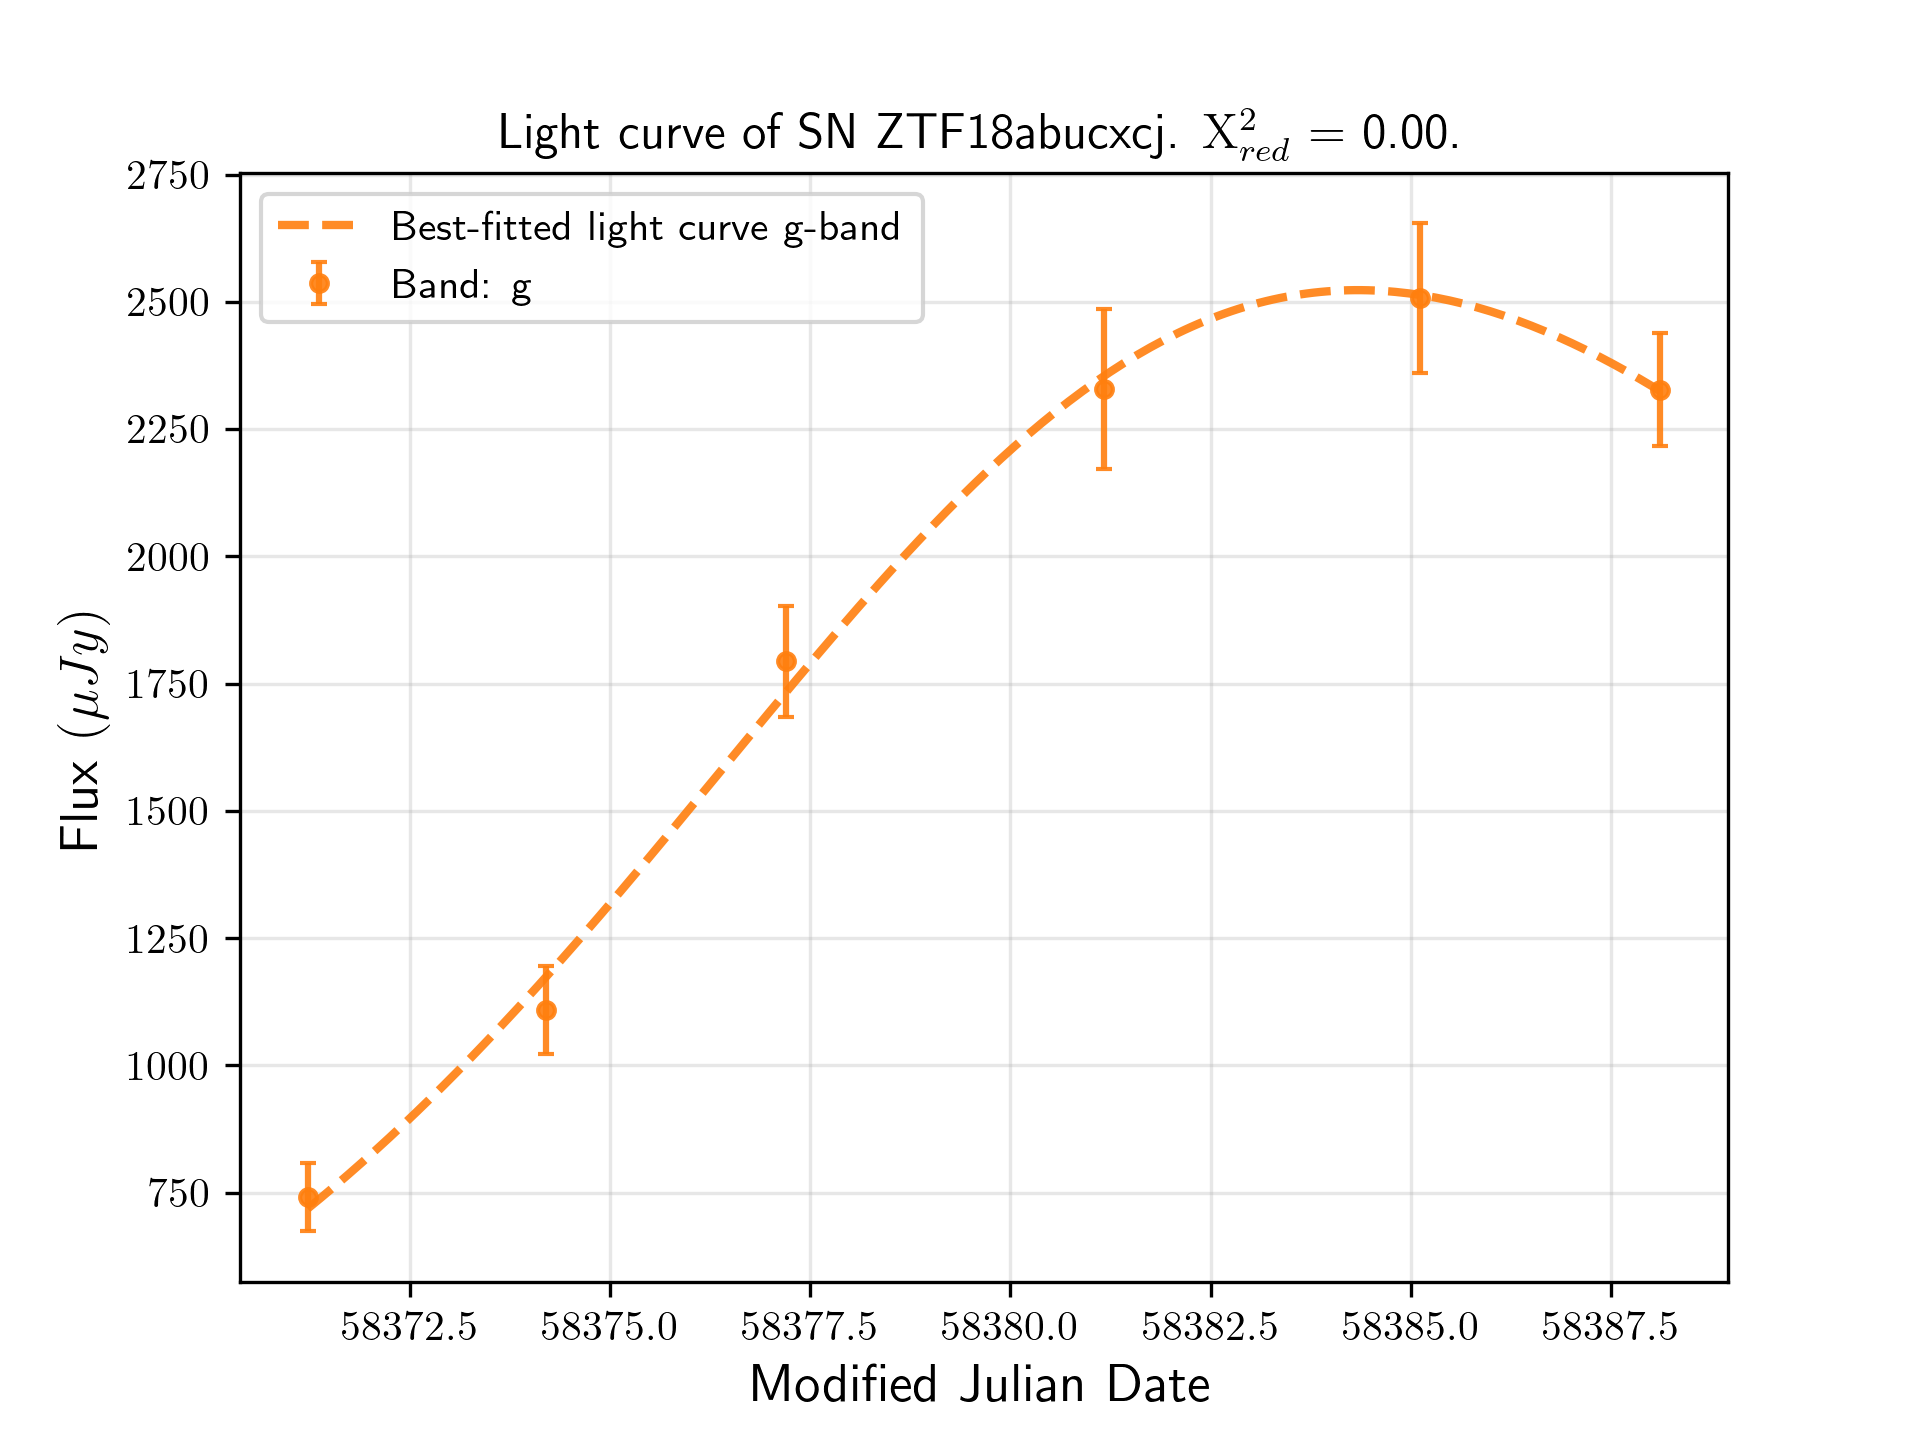 Light curve of SN ZTF18abucxcj. X²_red = 0.00.
Best-fitted light curve g-band
Band: g
Flux (μJy)
2750
2500
2250
2000
1750
1500
1250
1000
750
58372.5 58375.0 58377.5 58380.0 58382.5 58385.0 58387.5
Modified Julian Date